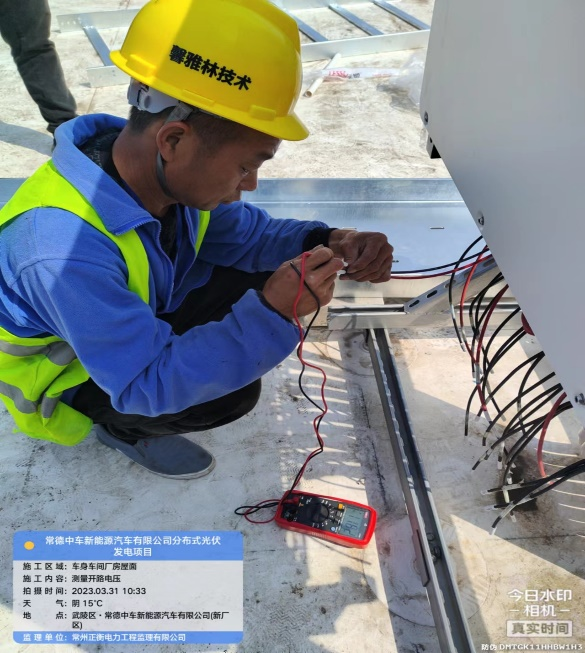 馨雅林技术
常德中车新能源汽车有限公司分布式光伏
发电项目
施工区域：车身车间厂房屋面
施工内容：测量开路电压
拍摄时间：2023.03.31 10:33
天气：阴 15℃
地点：武陵区·常德中车新能源汽车有限公司(新厂
区)
监理单位：常州正衡电力工程监理有限公司
今日水印
相机
真实时间
防伪 DMTGK11HHBW1H3